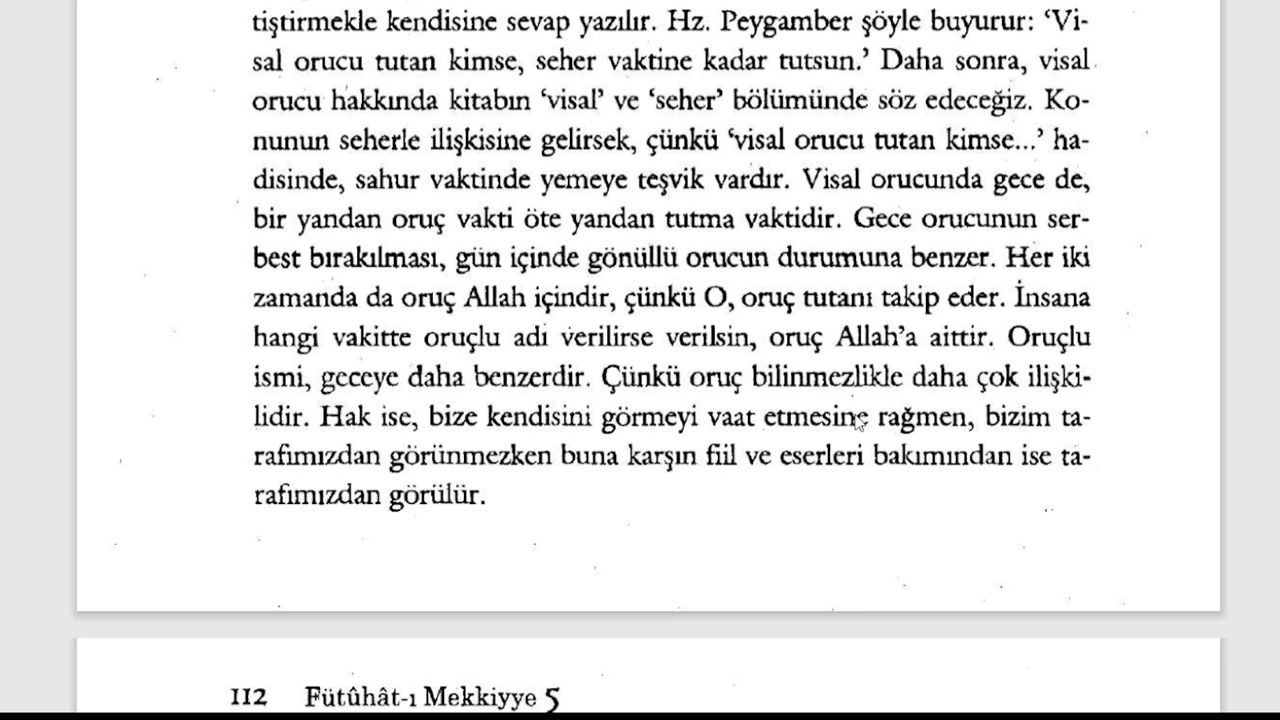 tiştirmekle kendisine sevap yazılır. Hz. Peygamber şöyle buyurur: ‘Vi-
sal orucu tutan kimse, seher vaktine kadar tutsun.’ Daha sonra, visal
orucu hakkında kitabın ‘visal’ ve ‘seher’ bölümünde söz edeceğiz. Ko-
nunun seherle ilişkisine gelirsek, çünkü ‘visal orucu tutan kimse...’ ha-
disinde, sahur vaktinde yemeye teşvik vardır. Visal orucunda gece de,
bir yandan oruç vakti öte yandan tutma vaktidir. Gece orucunun ser-
best bırakılması, gün içinde gönüllü orucun durumuna benzer. Her iki
zamanda da oruç Allah içindir, çünkü O, oruç tutanı takip eder. İnsana
hangi vakitte oruçlu adı verilirse verilsin, oruç Allah’a aittir. Oruçlu
ismi, geceye daha benzerdir. Çünkü oruç bilinmezlikle daha çok ilişki-
lidir. Hak ise, bize kendisini görmeyi vaat etmesine rağmen, bizim ta-
rafımızdan görünmezken buna karşın fiil ve eserleri bakımından ise ta-
rafımızdan görülür.
112 Fütûhât-ı Mekkiyye 5